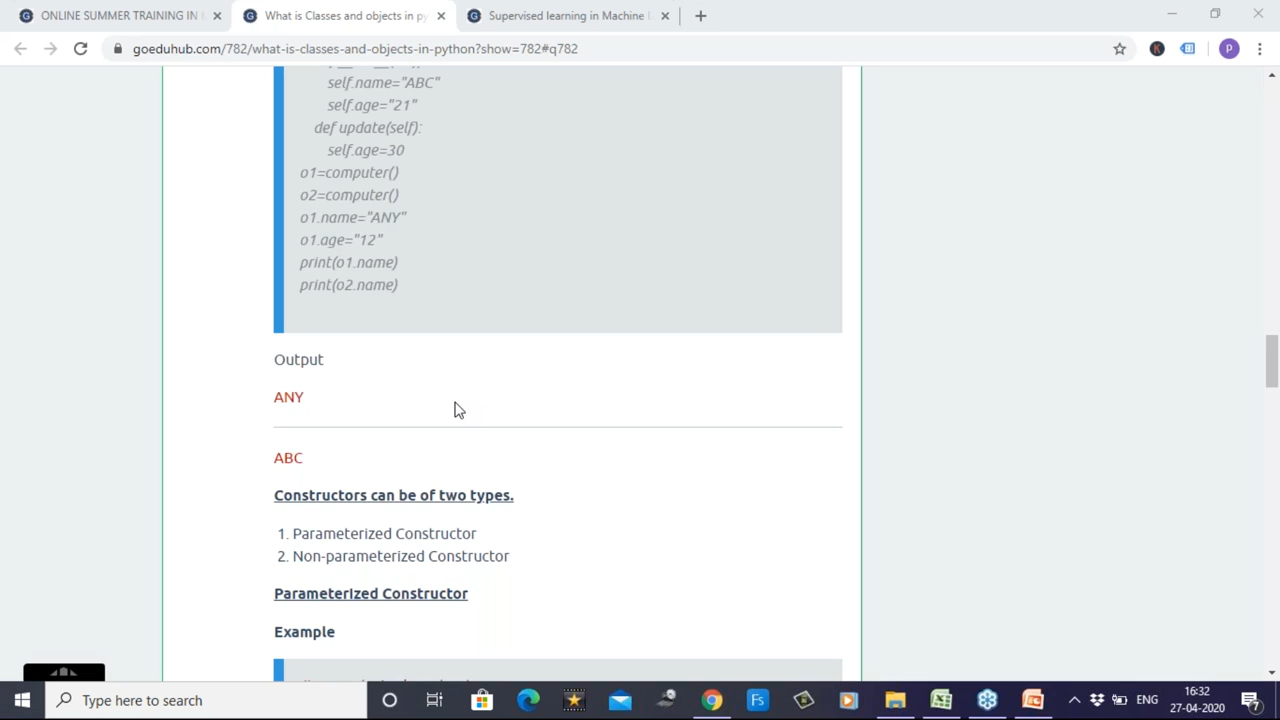 ONLINE SUMMER TRAINING IN
What is Classes and objects in py
Supervised learning in Machine L
goeduhub.com/782/what-is-classes-and-objects-in-python?show=782#q782
self.name="ABC"
self.age="21"
def update(self):
self.age=30
o1=computer()
o2=computer()
o1.name="ANY"
o1.age="12"
print(o1.name)
print(o2.name)
Output
ANY
ABC
Constructors can be of two types.
1. Parameterized Constructor
2. Non-parameterized Constructor
Parameterized Constructor
Example
Type here to search
ENG
16:32
27-04-2020
7